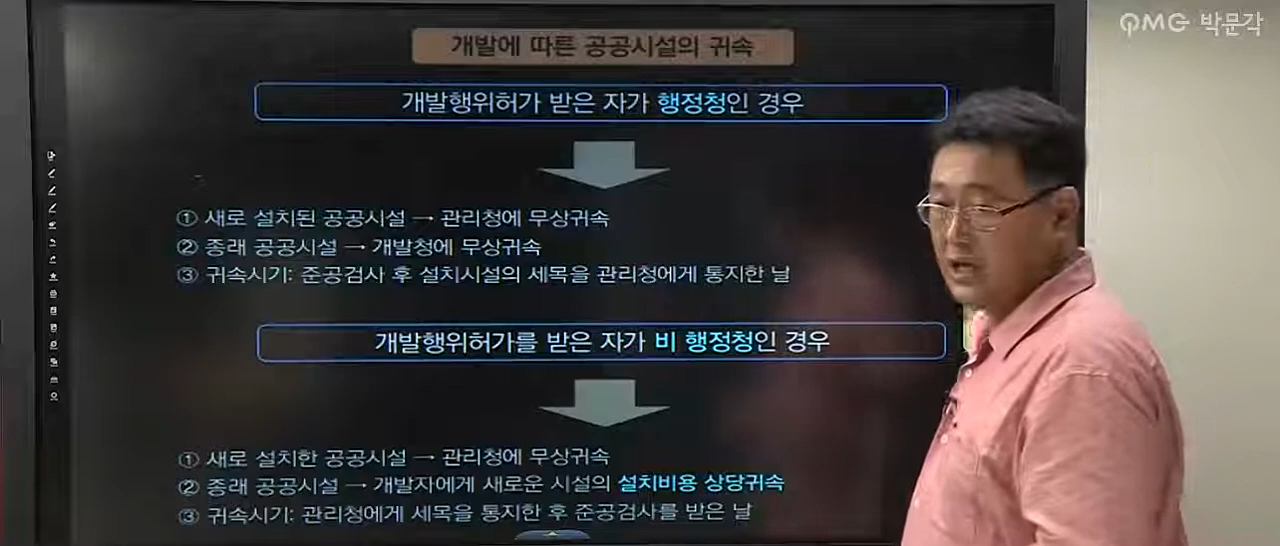 PMG 박문각
개발에 따른 공공시설의 귀속
개발행위허가 받은 자가 행정청인 경우
① 새로 설치된 공공시설 → 관리청에 무상귀속
② 종래 공공시설 → 개발청에 무상귀속
③ 귀속시기: 준공검사 후 설치시설의 세목을 관리청에게 통지한 날
개발행위허가를 받은 자가 비 행정청인 경우
① 새로 설치한 공공시설 → 관리청에 무상귀속
② 종래 공공시설 → 개발자에게 새로운 시설의 설치비용 상당귀속
③ 귀속시기: 관리청에게 세목을 통지한 후 준공검사를 받은 날